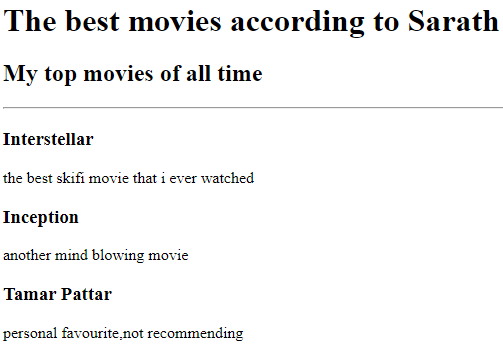 The best movies according to Sarath
My top movies of all time
Interstellar
the best skifi movie that i ever watched
Inception
another mind blowing movie
Tamar Pattar
personal favourite,not recommending